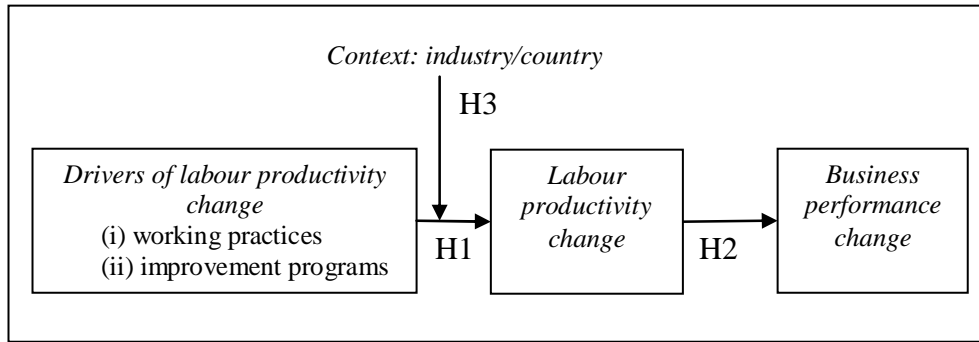 Context: industry/country
H3
Drivers of labour productivity
change
(i) working practices
(ii) improvement programs
H1
Labour
productivity
change
H2
Business
performance
change